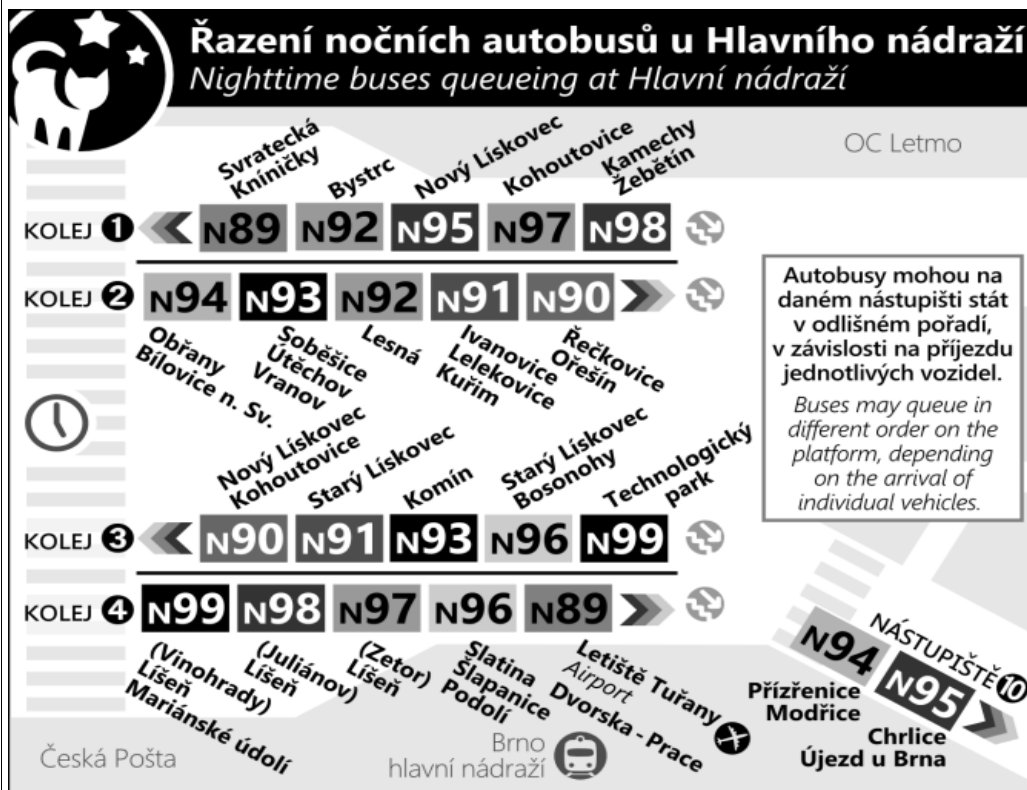 Řazení nočních autobusů u Hlavního nádraží
Nighttime buses queueing at Hlavní nádraží
OC Letmo
Svratecká
Kníničky
Bystrc
Nový Lískovec
Kohoutovice
Kamechy
Žebětín
KOLEJ 1 N89 N92 N95 N97 N98
KOLEJ 2 N94 N93 N92 N91 N90
Obřany
Bílovice n. Sv.
Soběšice
Útěchov
Vranov
Lesná
Ivanovice
Lelekovice
Kuřim
Řečkovice
Ořešín
Autobusy mohou na
daném nástupišti stát
v odlišném pořadí,
v závislosti na příjezdu
jednotlivých vozidel.
Buses may queue in
different order on the
platform, depending
on the arrival of
individual vehicles.
Nový Lískovec
Kohoutovice
Starý Lískovec
Komín
Starý Lískovec
Bosonohy
Technologický
park
KOLEJ 3 N90 N91 N93 N96 N99
KOLEJ 4 N99 N98 N97 N96 N89
(Vinohrady)
Líšeň
Mariánské údolí
(Juliánov)
Líšeň
(Zetor)
Líšeň
Slatina
Šlapanice
Podolí
Letiště Tuřany
Airport
Dvorska - Prace
NÁSTUPIŠTĚ 10
N94 N95
Přízřenice
Modřice
Chrlice
Újezd u Brna
Česká Pošta
Brno
hlavní nádraží